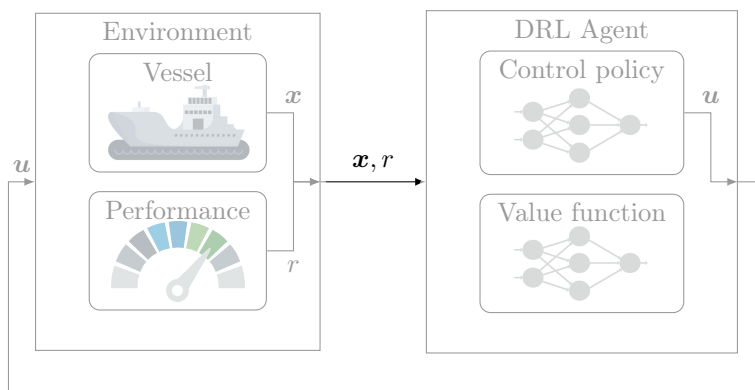 Environment
Vessel
x
u
Performance
r
x, r
DRL Agent
Control policy
u
Value function